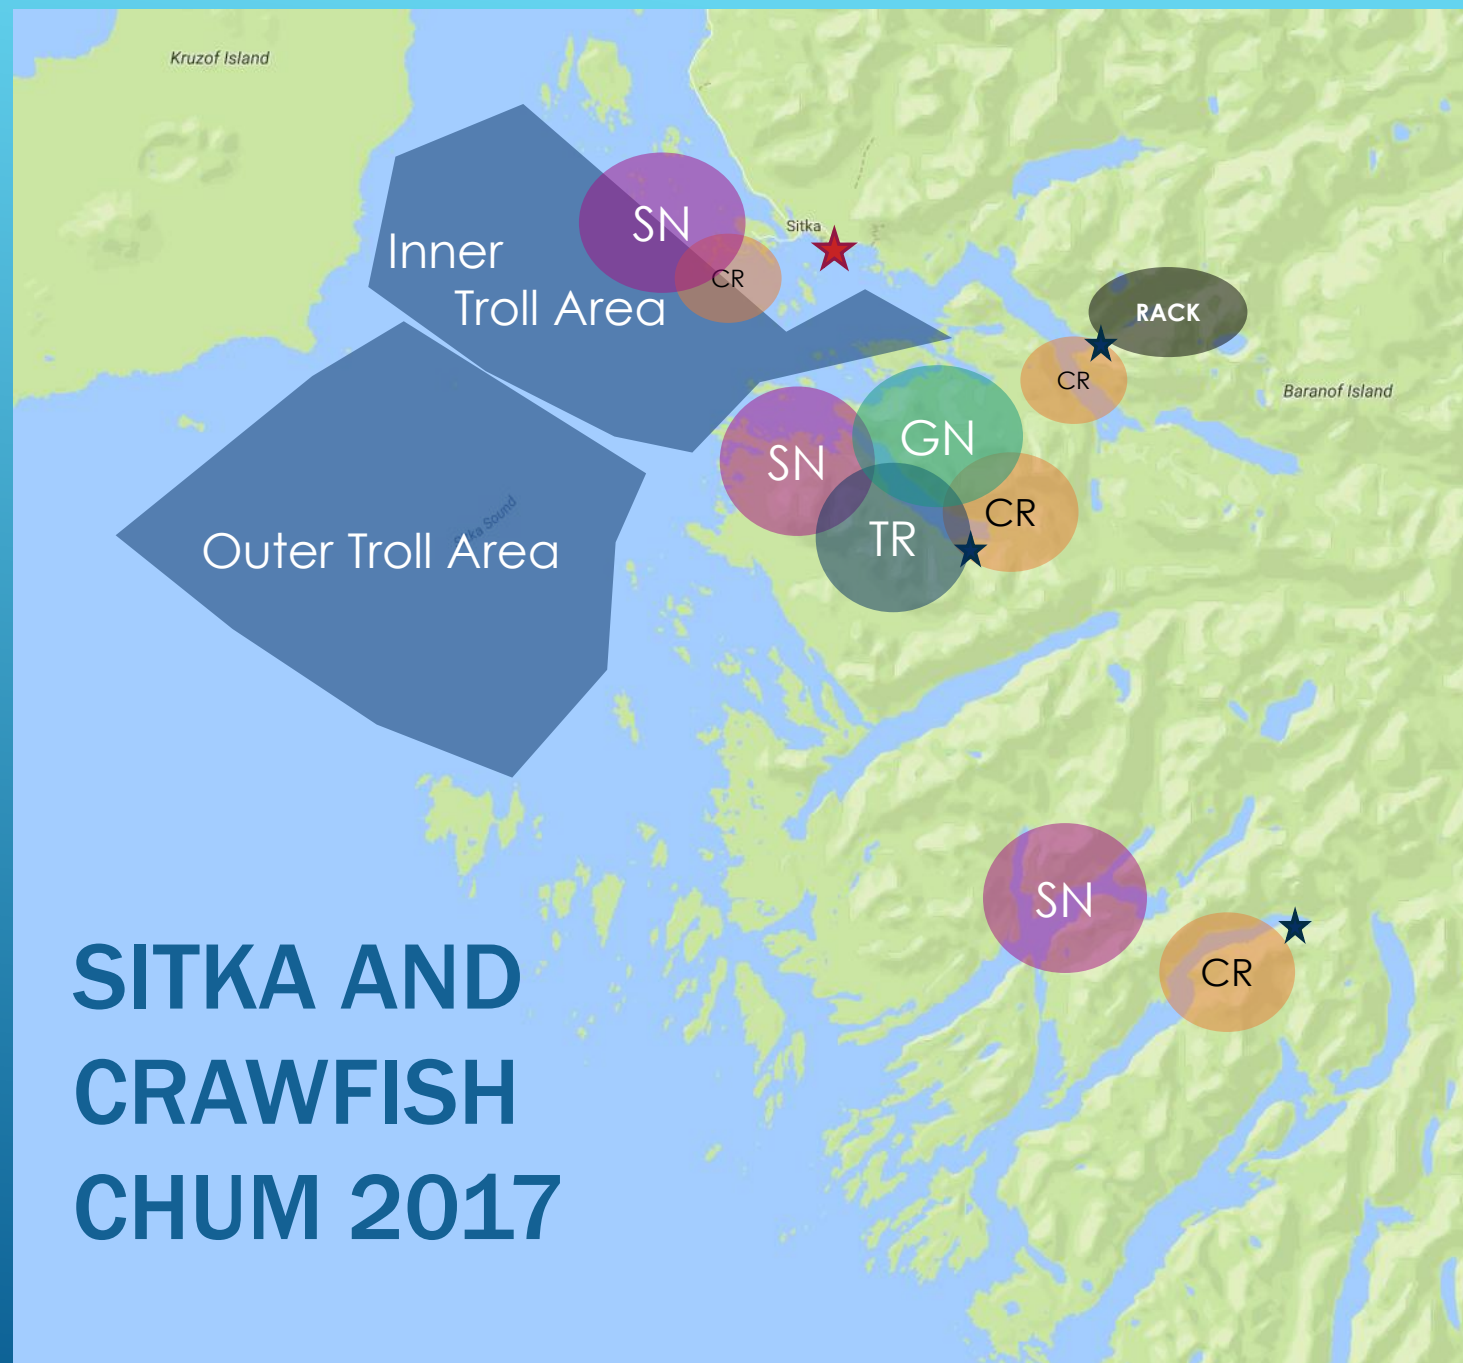 Kruzof Island
SN
Sitka
Inner
CR
Troll Area
RACK
CR
Baranof Island
GN
SN
Sitka Sound
CR
TR
Outer Troll Area
SN
CR
SITKA AND
CRAWFISH
CHUM 2017